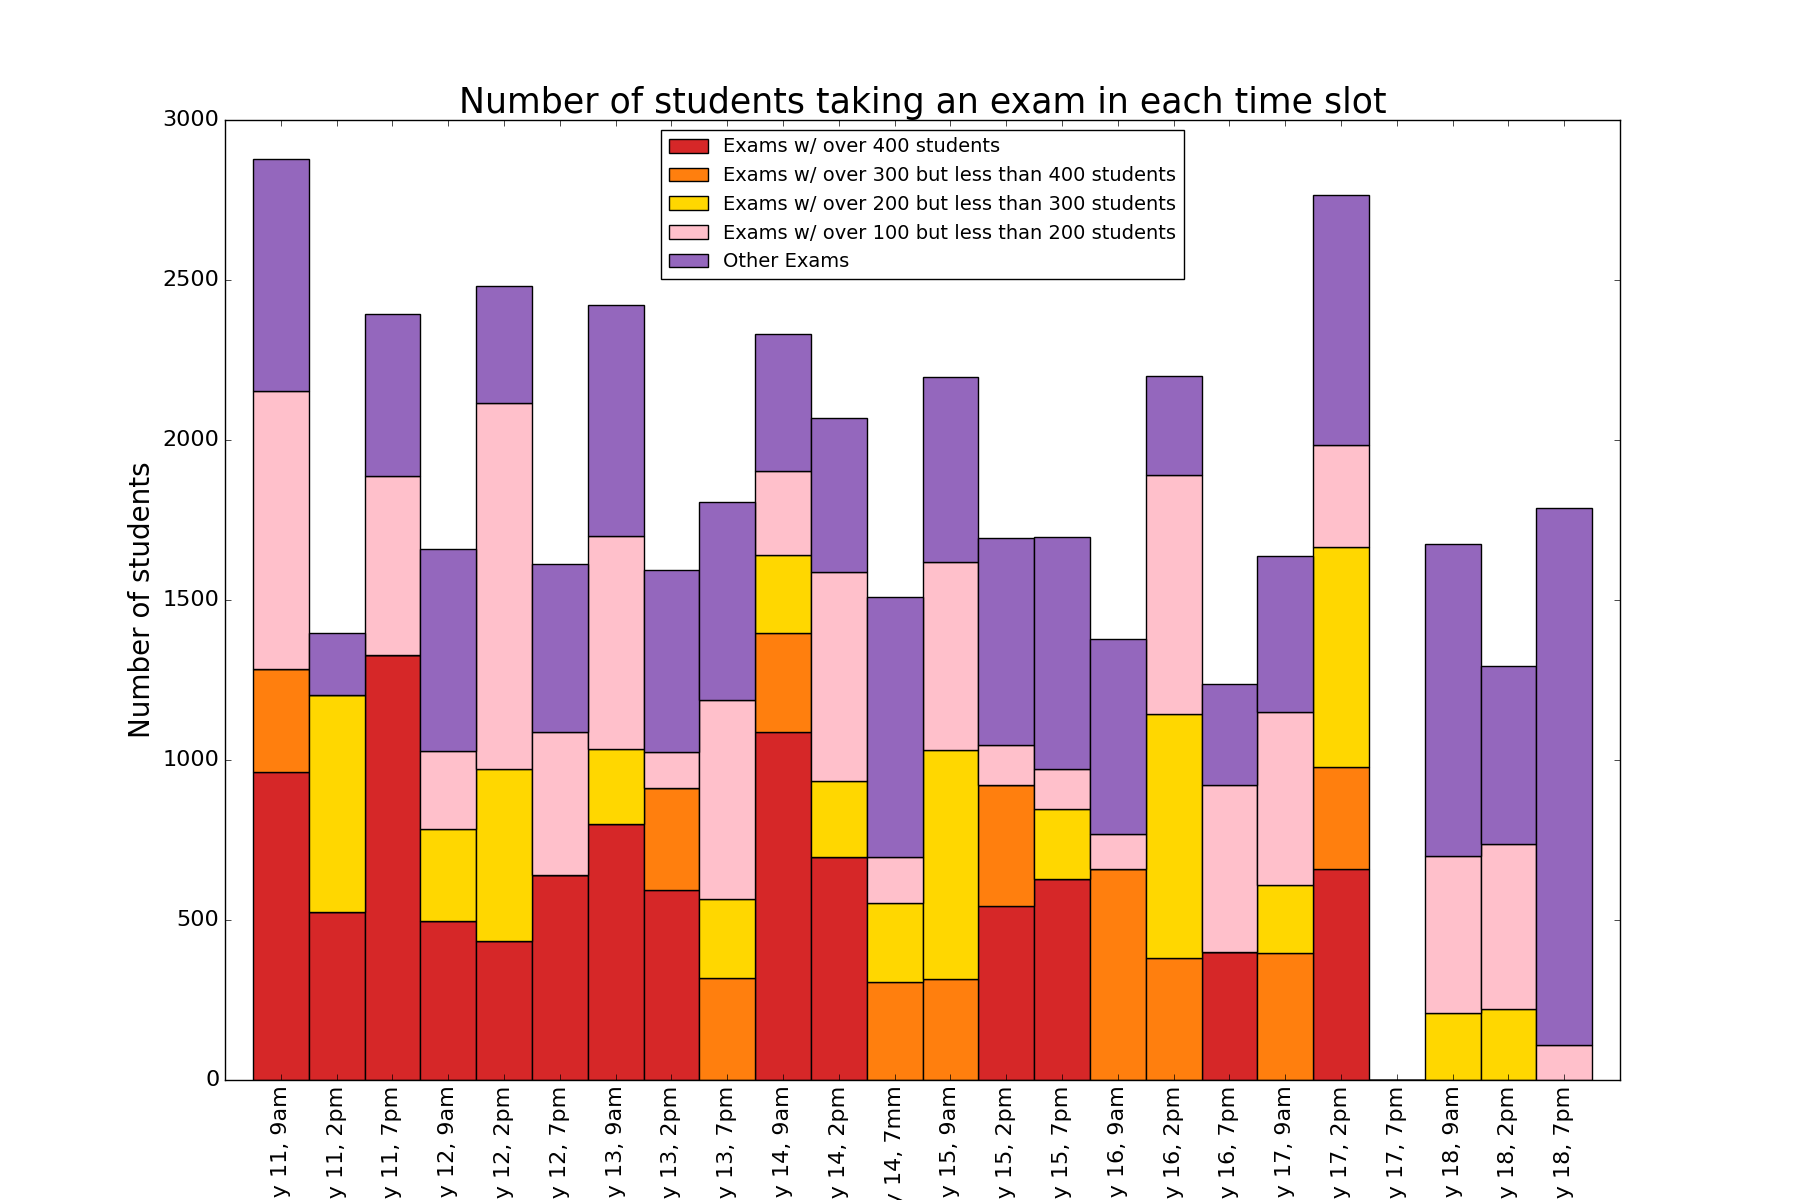 Number of students taking an exam in each time slot
Exams w/ over 400 students
Exams w/ over 300 but less than 400 students
Exams w/ over 200 but less than 300 students
Exams w/ over 100 but less than 200 students
Other Exams
Number of students
3000
2500
2000
1500
1000
500
0
y 11, 9am
y 11, 2pm
y 11, 7pm
y 12, 9am
y 12, 2pm
y 12, 7pm
y 13, 9am
y 13, 2pm
y 13, 7pm
y 14, 9am
y 14, 2pm
y 14, 7mm
y 15, 9am
y 15, 2pm
y 15, 7pm
y 16, 9am
y 16, 2pm
y 16, 7pm
y 17, 9am
y 17, 2pm
y 17, 7pm
y 18, 9am
y 18, 2pm
y 18, 7pm